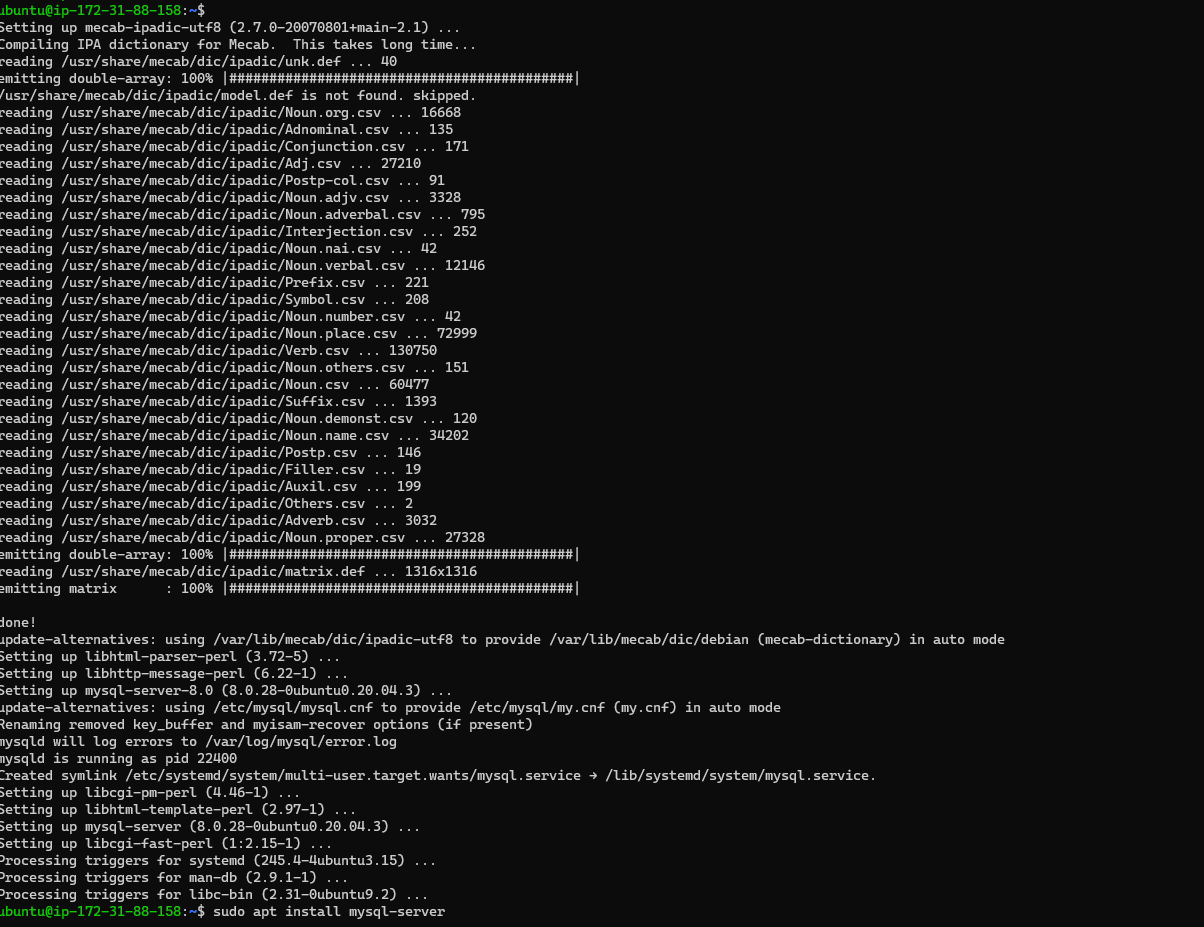 ubuntu@ip-172-31-88-158:~$
Setting up mecab-ipadic-utf8 (2.7.0-20070801+main-2.1) ...
Compiling IPA dictionary for Mecab.  This takes long time...
reading /usr/share/mecab/dic/ipadic/unk.def ... 40
emitting double-array: 100% |###########################################|
/usr/share/mecab/dic/ipadic/model.def is not found. skipped.
reading /usr/share/mecab/dic/ipadic/Noun.org.csv ... 16668
reading /usr/share/mecab/dic/ipadic/Adnominal.csv ... 135
reading /usr/share/mecab/dic/ipadic/Conjunction.csv ... 171
reading /usr/share/mecab/dic/ipadic/Adj.csv ... 27210
reading /usr/share/mecab/dic/ipadic/Postp-col.csv ... 91
reading /usr/share/mecab/dic/ipadic/Noun.adjv.csv ... 3328
reading /usr/share/mecab/dic/ipadic/Noun.adverbal.csv ... 795
reading /usr/share/mecab/dic/ipadic/Interjection.csv ... 252
reading /usr/share/mecab/dic/ipadic/Noun.nai.csv ... 42
reading /usr/share/mecab/dic/ipadic/Noun.verbal.csv ... 12146
reading /usr/share/mecab/dic/ipadic/Prefix.csv ... 221
reading /usr/share/mecab/dic/ipadic/Symbol.csv ... 208
reading /usr/share/mecab/dic/ipadic/Noun.number.csv ... 42
reading /usr/share/mecab/dic/ipadic/Noun.place.csv ... 72999
reading /usr/share/mecab/dic/ipadic/Verb.csv ... 130750
reading /usr/share/mecab/dic/ipadic/Noun.others.csv ... 151
reading /usr/share/mecab/dic/ipadic/Noun.csv ... 60477
reading /usr/share/mecab/dic/ipadic/Suffix.csv ... 1393
reading /usr/share/mecab/dic/ipadic/Noun.demonst.csv ... 120
reading /usr/share/mecab/dic/ipadic/Noun.name.csv ... 34202
reading /usr/share/mecab/dic/ipadic/Postp.csv ... 146
reading /usr/share/mecab/dic/ipadic/Filler.csv ... 19
reading /usr/share/mecab/dic/ipadic/Auxil.csv ... 199
reading /usr/share/mecab/dic/ipadic/Others.csv ... 2
reading /usr/share/mecab/dic/ipadic/Adverb.csv ... 3032
reading /usr/share/mecab/dic/ipadic/Noun.proper.csv ... 27328
emitting double-array: 100% |###########################################|
reading /usr/share/mecab/dic/ipadic/matrix.def ... 1316x1316
emitting matrix      : 100% |###########################################|
done!
update-alternatives: using /var/lib/mecab/dic/ipadic-utf8 to provide /var/lib/mecab/dic/debian (mecab-dictionary) in auto mode
Setting up libhtml-parser-perl (3.72-5) ...
Setting up libhttp-message-perl (6.22-1) ...
Setting up mysql-server-8.0 (8.0.28-0ubuntu0.20.04.3) ...
update-alternatives: using /etc/mysql/mysql.cnf to provide /etc/mysql/my.cnf (my.cnf) in auto mode
Renaming removed key_buffer and myisam-recover options (if present)
mysqld will log errors to /var/log/mysql/error.log
mysqld is running as pid 22400
Created symlink /etc/systemd/system/multi-user.target.wants/mysql.service → /lib/systemd/system/mysql.service.
Setting up libcgi-pm-perl (4.46-1) ...
Setting up libhtml-template-perl (2.97-1) ...
Setting up mysql-server (8.0.28-0ubuntu0.20.04.3) ...
Setting up libcgi-fast-perl (1:2.15-1) ...
Processing triggers for systemd (245.4-4ubuntu3.15) ...
Processing triggers for man-db (2.9.1-1) ...
Processing triggers for libc-bin (2.31-0ubuntu9.2) ...
ubuntu@ip-172-31-88-158:~$ sudo apt install mysql-server